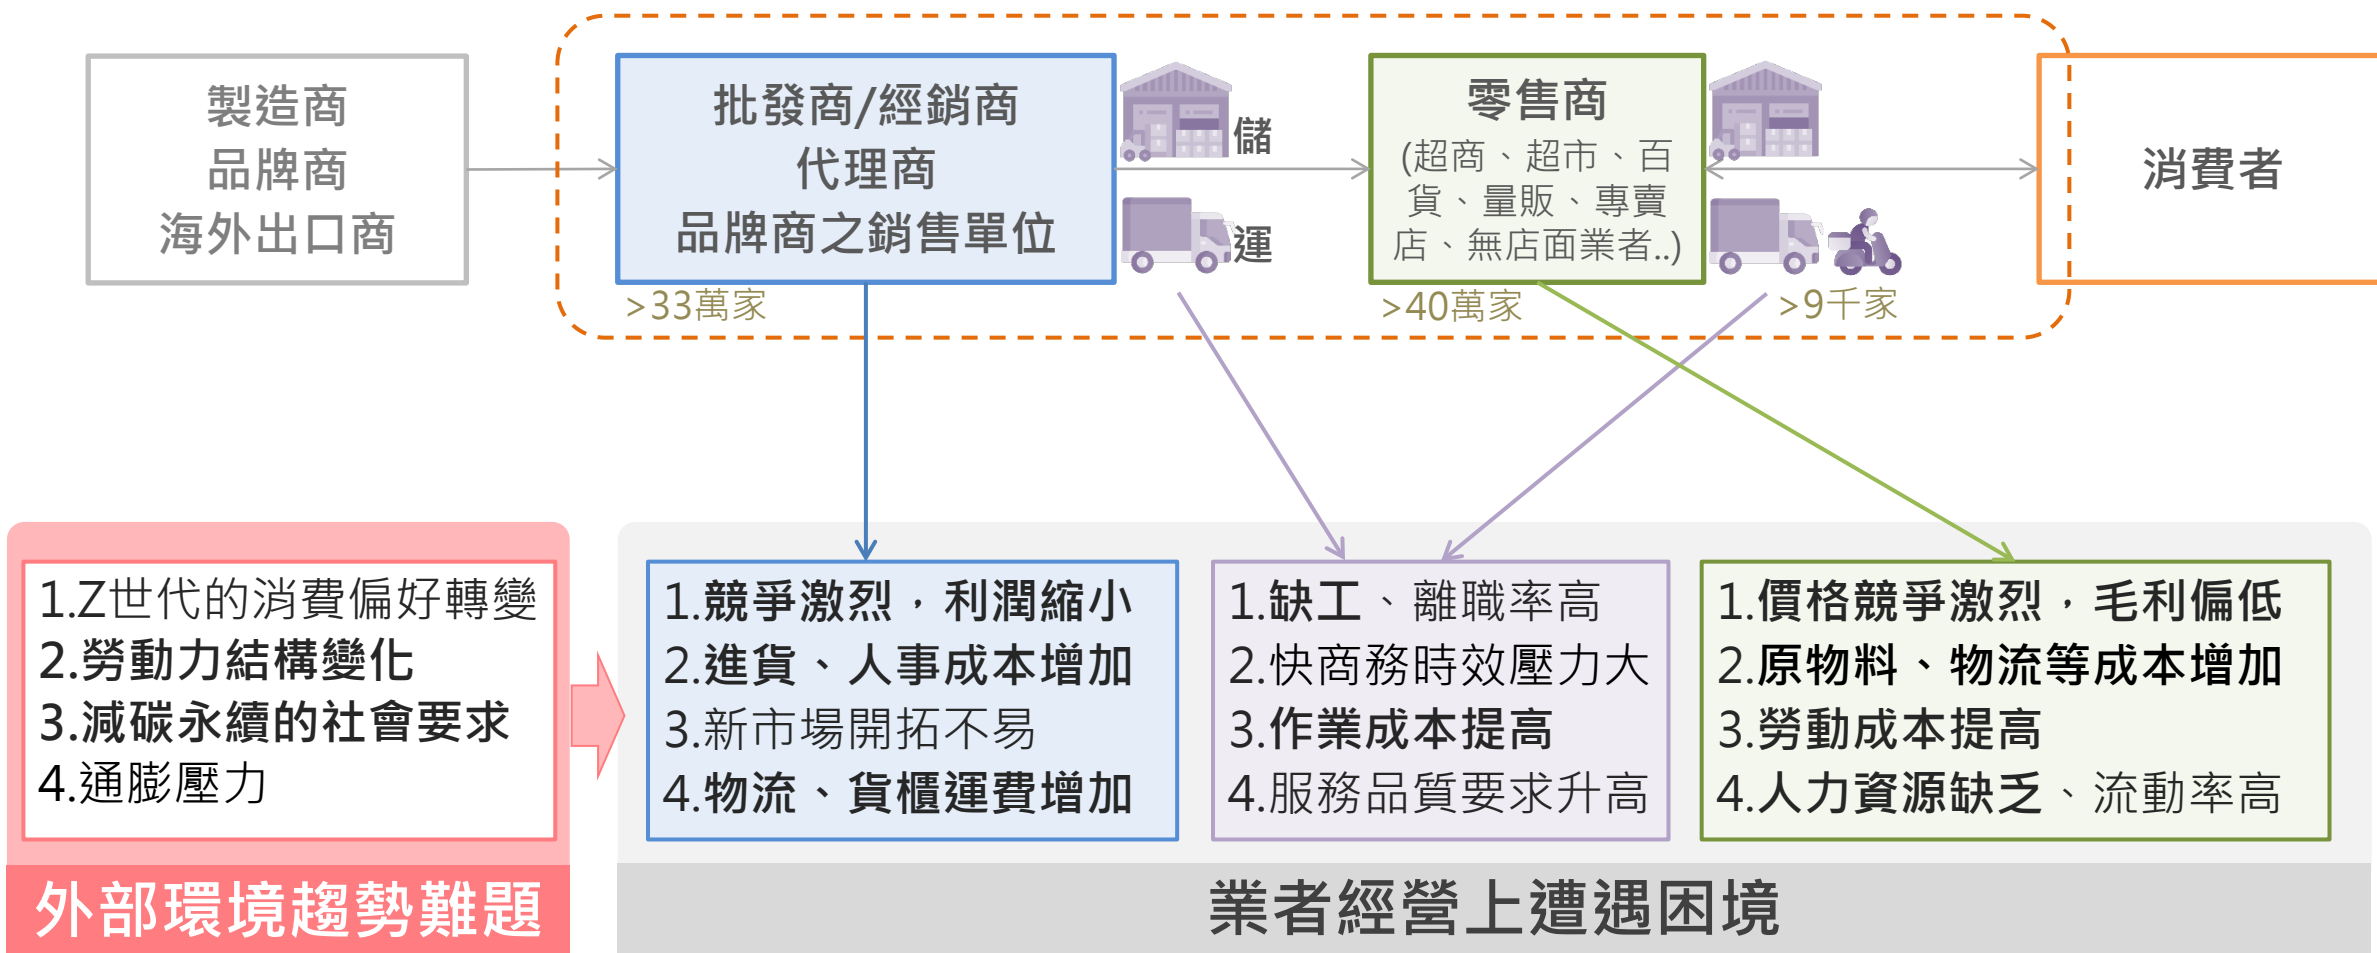 製造商
品牌商
海外出口商
批發商/經銷商
代理商
品牌商之銷售單位
>33萬家
儲
運
零售商
(超商、超市、百
貨、量販、專賣
店、無店面業者..)
>40萬家
>9千家
消費者
1.Z世代的消費偏好轉變
2.勞動力結構變化
3.減碳永續的社會要求
4.通膨壓力
外部環境趨勢難題
1.競爭激烈，利潤縮小
2.進貨、人事成本增加
3.新市場開拓不易
4.物流、貨櫃運費增加
1.缺工、離職率高
2.快商務時效壓力大
3.作業成本提高
4.服務品質要求升高
1.價格競爭激烈，毛利偏低
2.原物料、物流等成本增加
3.勞動成本提高
4.人力資源缺乏、流動率高
業者經營上遭遇困境